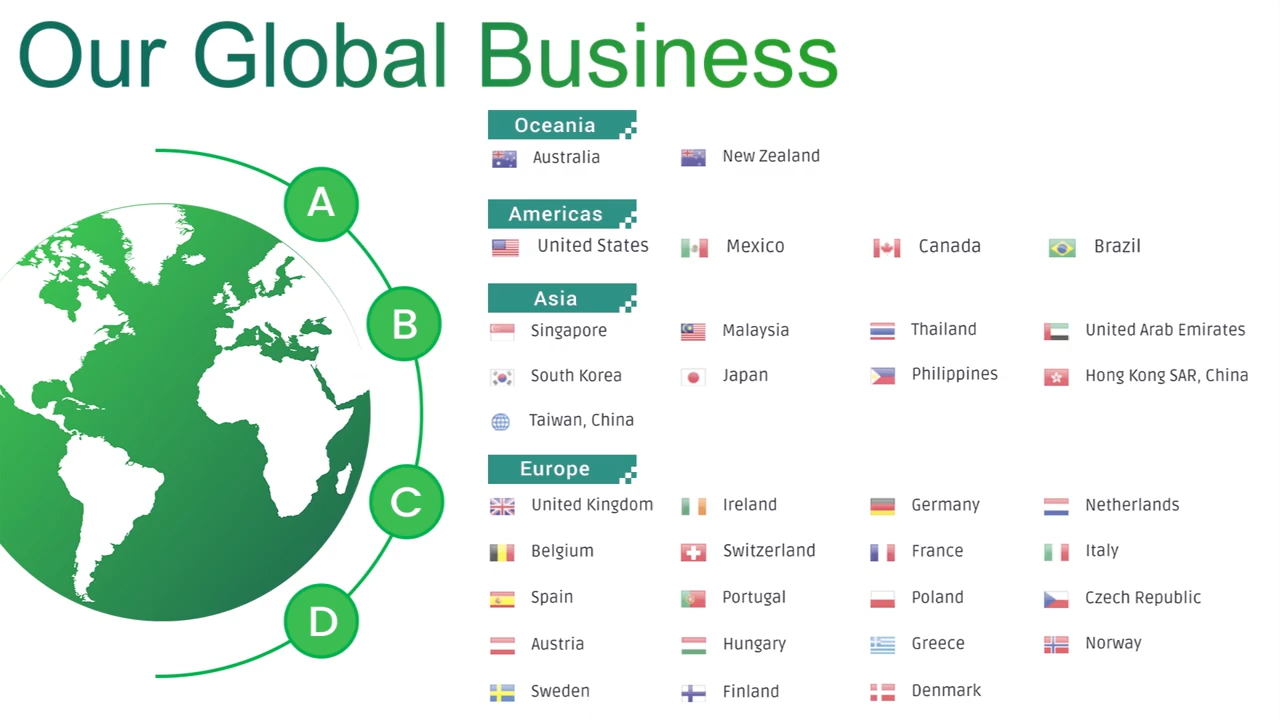 Our Global Business
A
B
C
D
Oceania
Australia New Zealand
Americas
United States Mexico Canada Brazil
Asia
Singapore Malaysia Thailand United Arab Emirates
South Korea Japan Philippines Hong Kong SAR, China
Taiwan, China
Europe
United Kingdom Ireland Germany Netherlands
Belgium Switzerland France Italy
Spain Portugal Poland Czech Republic
Austria Hungary Greece Norway
Sweden Finland Denmark